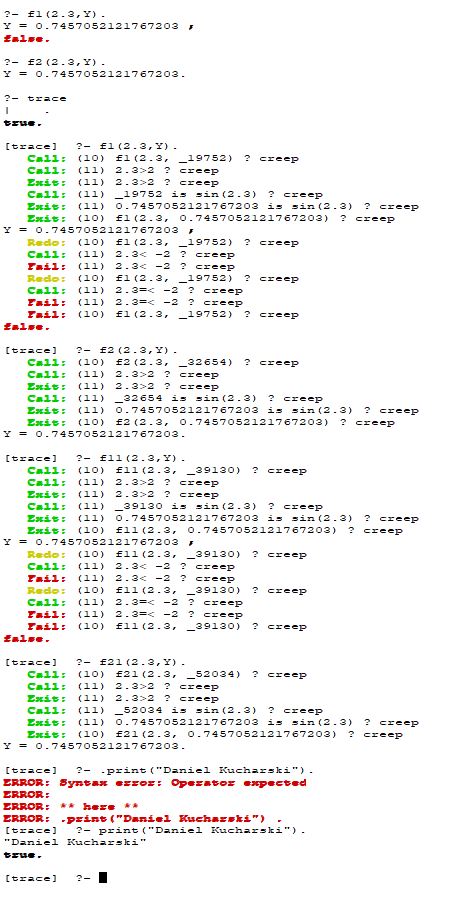 ?- f1(2.3,Y).
Y = 0.7457052121767203 ;
false.
?- f2(2.3,Y).
Y = 0.7457052121767203.
?- trace
|    .
true.
[trace]  ?- f1(2.3,Y).
Call: (10) f1(2.3, _19752) ? creep
Call: (11) 2.3>2 ? creep
Exit: (11) 2.3>2 ? creep
Call: (11) _19752 is sin(2.3) ? creep
Exit: (11) 0.7457052121767203 is sin(2.3) ? creep
Exit: (10) f1(2.3, 0.7457052121767203) ? creep
Y = 0.7457052121767203 ;
Redo: (10) f1(2.3, _19752) ? creep
Call: (11) 2.3< -2 ? creep
Fail: (11) 2.3< -2 ? creep
Redo: (10) f1(2.3, _19752) ? creep
Call: (11) 2.3=< -2 ? creep
Fail: (11) 2.3=< -2 ? creep
Fail: (10) f1(2.3, _19752) ? creep
false.
[trace]  ?- f2(2.3,Y).
Call: (10) f2(2.3, _32654) ? creep
Call: (11) 2.3>2 ? creep
Exit: (11) 2.3>2 ? creep
Call: (11) _32654 is sin(2.3) ? creep
Exit: (11) 0.7457052121767203 is sin(2.3) ? creep
Exit: (10) f2(2.3, 0.7457052121767203) ? creep
Y = 0.7457052121767203.
[trace]  ?- f11(2.3,Y).
Call: (10) f11(2.3, _39130) ? creep
Call: (11) 2.3>2 ? creep
Exit: (11) 2.3>2 ? creep
Call: (11) _39130 is sin(2.3) ? creep
Exit: (11) 0.7457052121767203 is sin(2.3) ? creep
Exit: (10) f11(2.3, 0.7457052121767203) ? creep
Y = 0.7457052121767203 ;
Redo: (10) f11(2.3, _39130) ? creep
Call: (11) 2.3< -2 ? creep
Fail: (11) 2.3< -2 ? creep
Redo: (10) f11(2.3, _39130) ? creep
Call: (11) 2.3=< -2 ? creep
Fail: (11) 2.3=< -2 ? creep
Fail: (10) f11(2.3, _39130) ? creep
false.
[trace]  ?- f21(2.3,Y).
Call: (10) f21(2.3, _52034) ? creep
Call: (11) 2.3>2 ? creep
Exit: (11) 2.3>2 ? creep
Call: (11) _52034 is sin(2.3) ? creep
Exit: (11) 0.7457052121767203 is sin(2.3) ? creep
Exit: (10) f21(2.3, 0.7457052121767203) ? creep
Y = 0.7457052121767203.
[trace]  ?- .print("Daniel Kucharski").
ERROR: Syntax error: Operator expected
ERROR:
ERROR: ** here **
ERROR: .print("Daniel Kucharski") .
[trace]  ?- print("Daniel Kucharski").
"Daniel Kucharski"
true.
[trace]  ?-